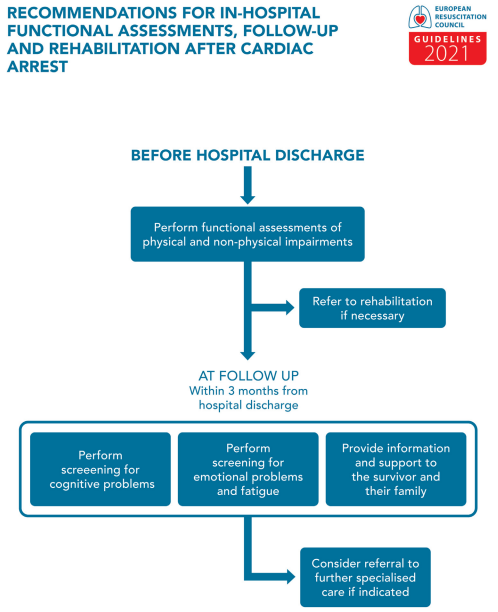 RECOMMENDATIONS FOR IN-HOSPITAL
FUNCTIONAL ASSESSMENTS, FOLLOW-UP
AND REHABILITATION AFTER CARDIAC
ARREST
EUROPEAN
RESUSCITATION
COUNCIL
GUIDELINES
2021
BEFORE HOSPITAL DISCHARGE
Perform functional assessments of
physical and non-physical impairments
Refer to rehabilitation
if necessary
AT FOLLOW UP
Within 3 months from
hospital discharge
Perform
screeening for
cognitive problems
Perform
screening for
emotional problems
and fatigue
Provide information
and support to
the survivor and
their family
Consider referral to
further specialised
care if indicated